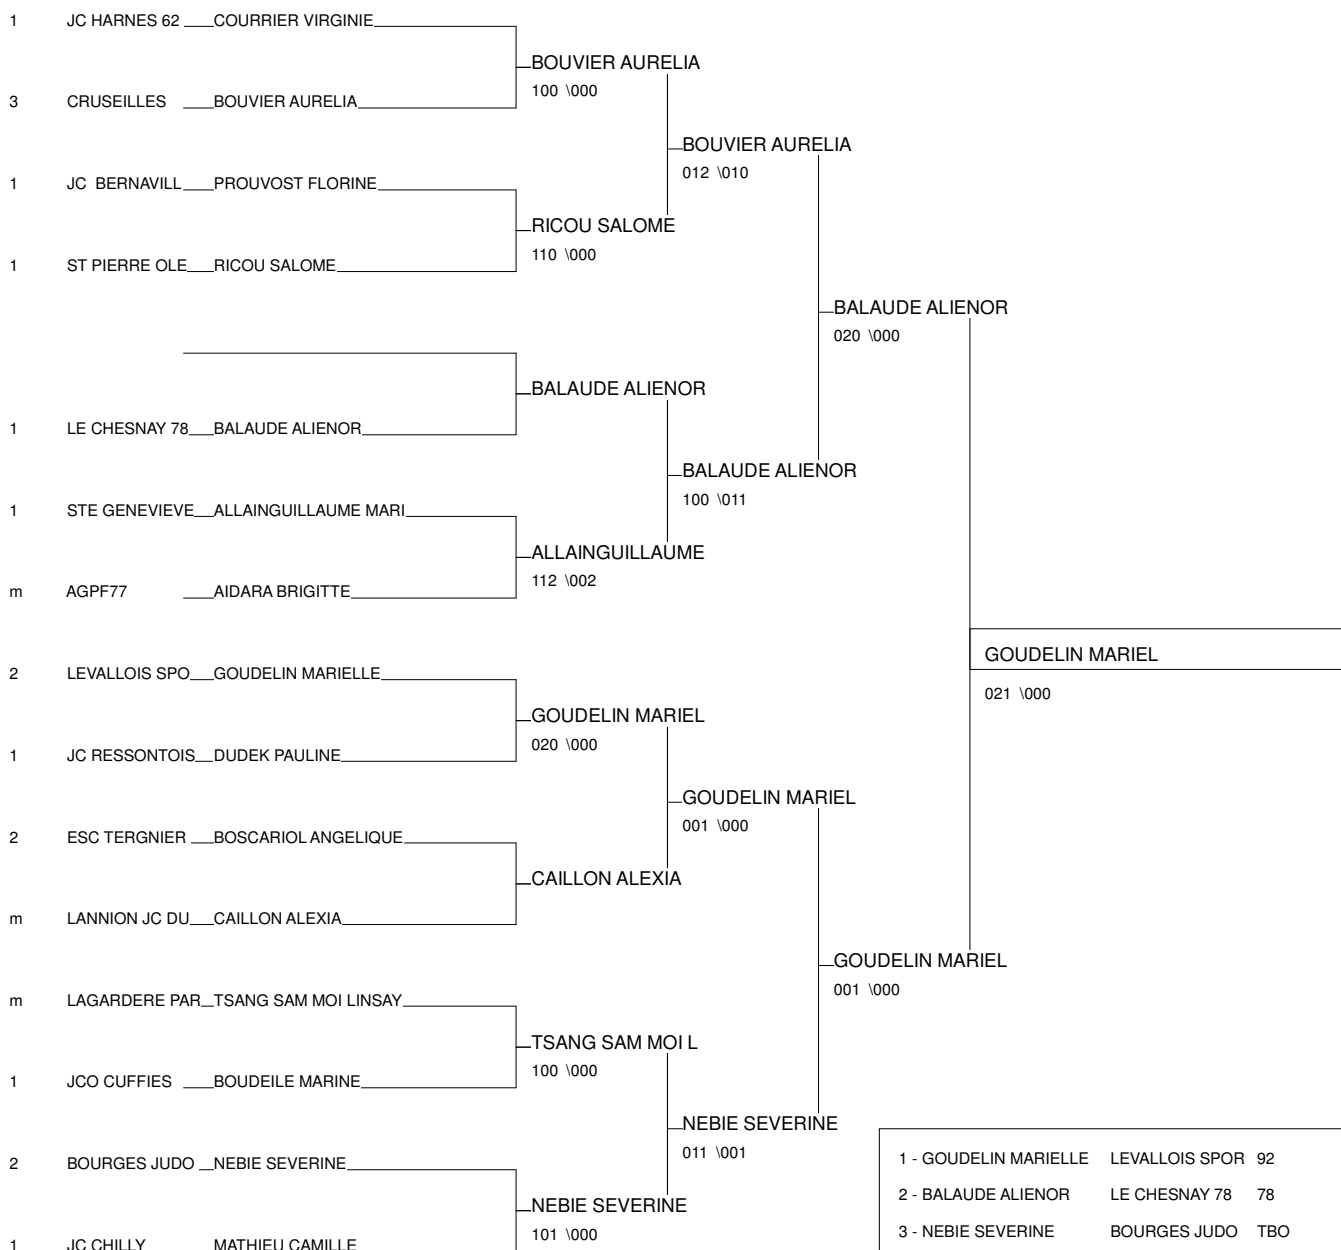 1 JC HARNES 62 COURRIER VIRGINIE
BOUVIER AURELIA
100 \000
3 CRUSEILLES BOUVIER AURELIA
BOUVIER AURELIA
012 \010
1 JC BERNAVILL PROUVOST FLORINE
RICOU SALOME
110 \000
1 ST PIERRE OLE RICOU SALOME
BALAUDE ALIENOR
020 \000
BALAUDE ALIENOR
1 LE CHESNAY 78 BALAUDE ALIENOR
BALAUDE ALIENOR
100 \011
1 STE GENEVIEVE ALLAINGUILLAUME MARI
ALLAINGUILLAUME
112 \002
m AGPF77 AIDARA BRIGITTE
GOUDELIN MARIEL
021 \000
2 LEVALLOIS SPO GOUDELIN MARIELLE
GOUDELIN MARIEL
020 \000
1 JC RESSONTOIS DUDEK PAULINE
GOUDELIN MARIEL
001 \000
2 ESC TERGNIER BOSCARIOL ANGELIQUE
CAILLON ALEXIA
m LANNION JC DU CAILLON ALEXIA
GOUDELIN MARIEL
001 \000
m LAGARDERE PAR TSANG SAM MOI LINSAY
TSANG SAM MOI L
100 \000
1 JCO CUFFIES BOUDEILE MARINE
NEBIE SEVERINE
011 \001
2 BOURGES JUDO NEBIE SEVERINE
NEBIE SEVERINE
101 \000
1 JC CHILLY MATHIEU CAMILLE
1 - GOUDELIN MARIELLE LEVALLOIS SPOR 92
2 - BALAUDE ALIENOR LE CHESNAY 78 78
3 - NEBIE SEVERINE BOURGES JUDO TBO